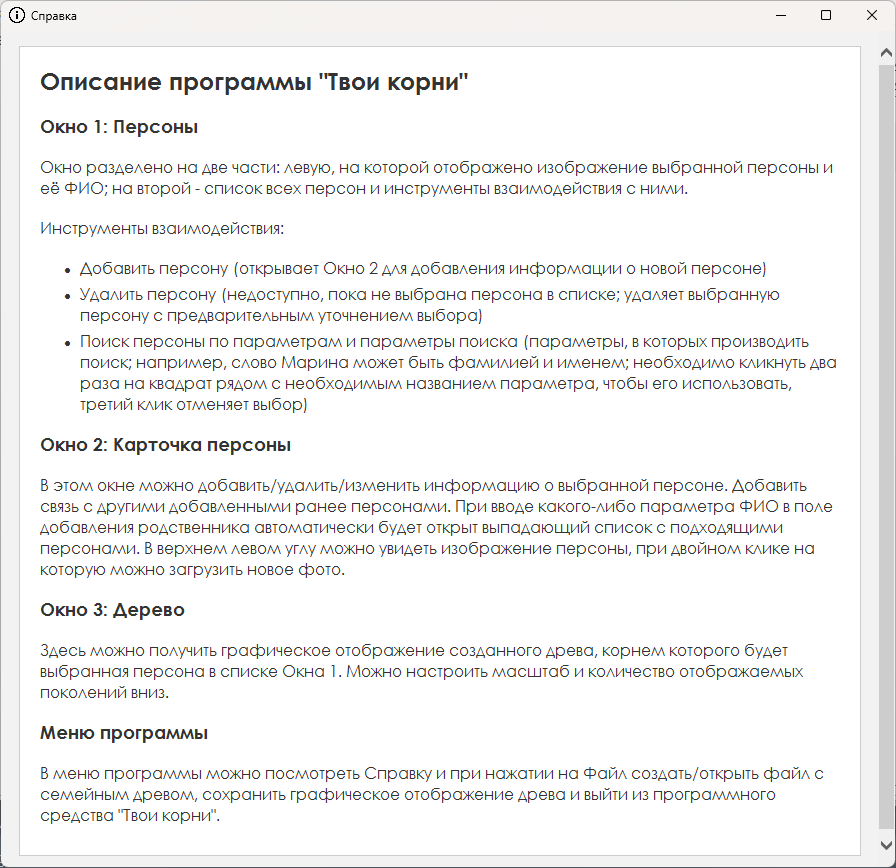 Справка
Описание программы "Твои корни"
Окно 1: Персоны
Окно разделено на две части: левую, на которой отображено изображение выбранной персоны и
её ФИО; на второй - список всех персон и инструменты взаимодействия с ними.
Инструменты взаимодействия:
• Добавить персону (открывает Окно 2 для добавления информации о новой персоне)
• Удалить персону (недоступно, пока не выбрана персона в списке; удаляет выбранную
персону с предварительным уточнением выбора)
• Поиск персоны по параметрам и параметры поиска (параметры, в которых производить
поиск; например, слово Марина может быть фамилией и именем; необходимо кликнуть два
раза на квадрат рядом с необходимым названием параметра, чтобы его использовать,
третий клик отменяет выбор)
Окно 2: Карточка персоны
В этом окне можно добавить/удалить/изменить информацию о выбранной персоне. Добавить
связь с другими добавленными ранее персонами. При вводе какого-либо параметра ФИО в поле
добавления родственника автоматически будет открыт выпадающий список с подходящими
персонами. В верхнем левом углу можно увидеть изображение персоны, при двойном клике на
которую можно загрузить новое фото.
Окно 3: Дерево
Здесь можно получить графическое отображение созданного древа, корнем которого будет
выбранная персона в списке Окна 1. Можно настроить масштаб и количество отображаемых
поколений вниз.
Меню программы
В меню программы можно посмотреть Справку и при нажатии на Файл создать/открыть файл с
семейным древом, сохранить графическое отображение древа и выйти из программного
средства "Твои корни".